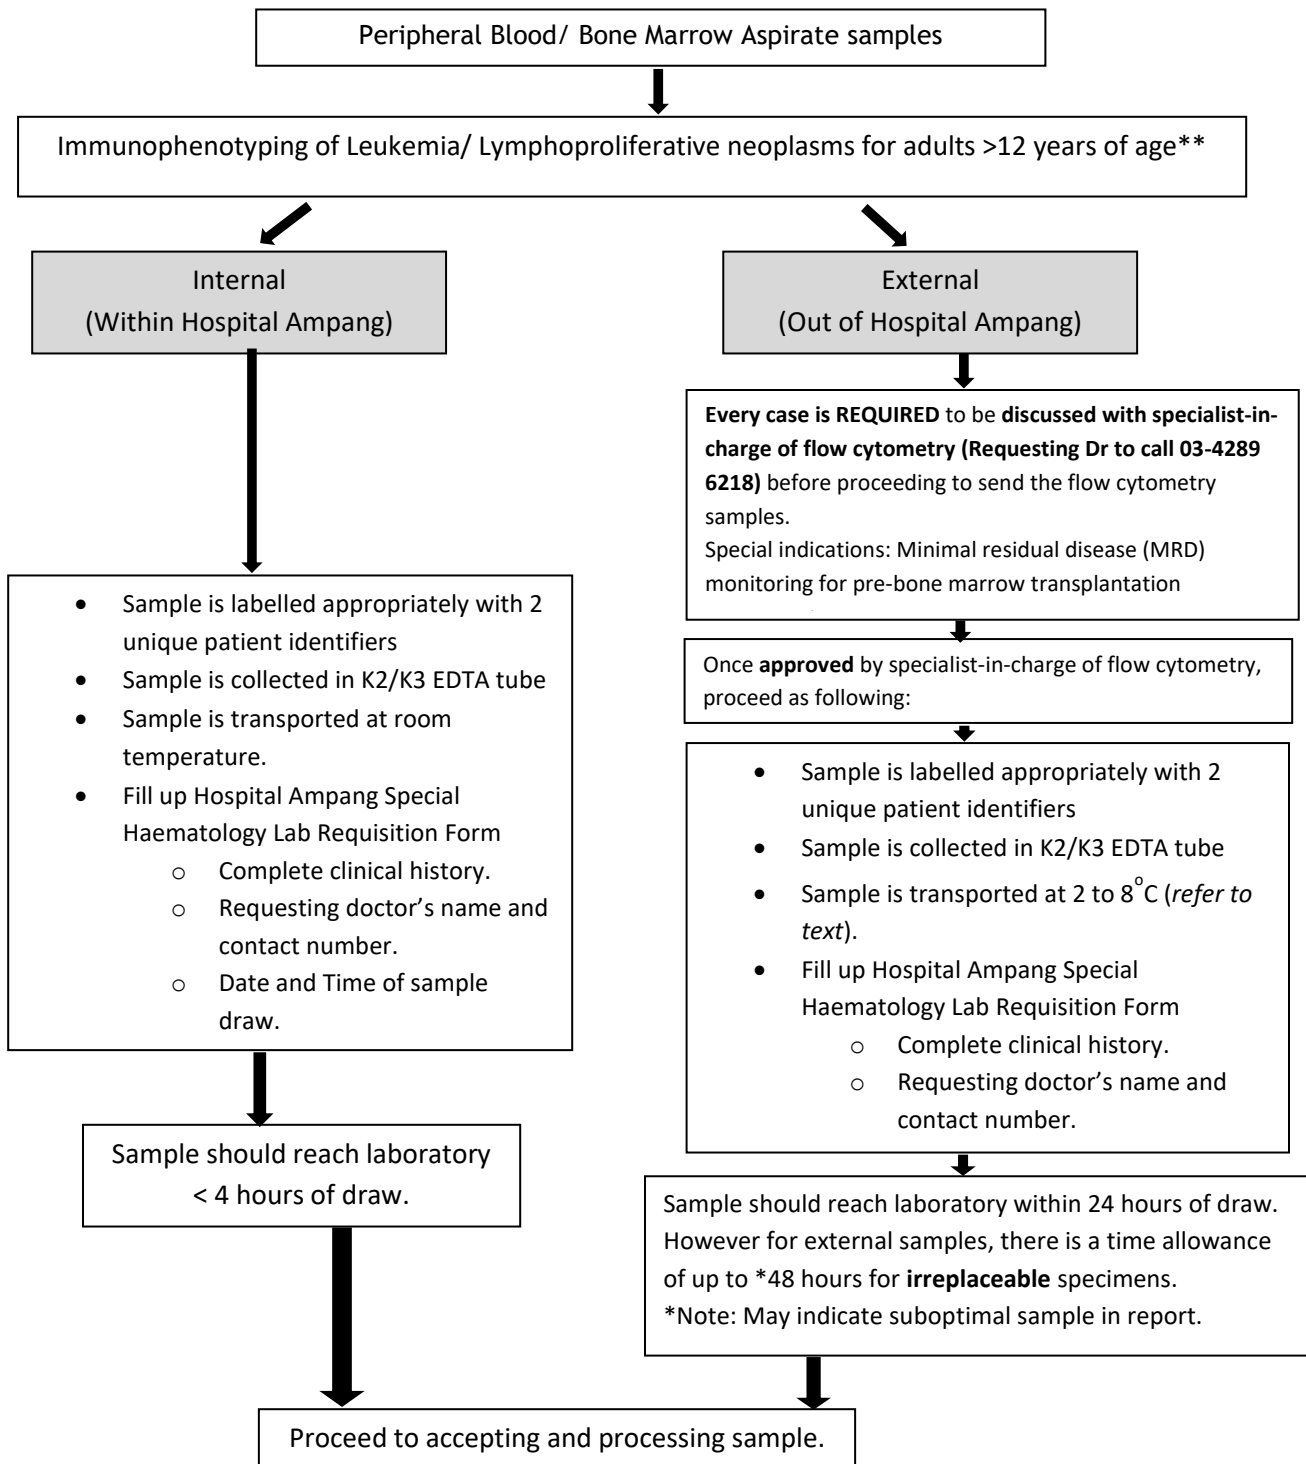 Peripheral Blood/ Bone Marrow Aspirate samples
Immunophenotyping of Leukemia/ Lymphoproliferative neoplasms for adults >12 years of age**
Internal
(Within Hospital Ampang)
• Sample is labelled appropriately with 2
unique patient identifiers
• Sample is collected in K2/K3 EDTA tube
• Sample is transported at room
temperature.
• Fill up Hospital Ampang Special
Haematology Lab Requisition Form
o Complete clinical history.
o Requesting doctor’s name and
contact number.
o Date and Time of sample
draw.
Sample should reach laboratory
< 4 hours of draw.
External
(Out of Hospital Ampang)
Every case is REQUIRED to be discussed with specialist-in-
charge of flow cytometry (Requesting Dr to call 03-4289
6218) before proceeding to send the flow cytometry
samples.
Special indications: Minimal residual disease (MRD)
monitoring for pre-bone marrow transplantation
Once approved by specialist-in-charge of flow cytometry,
proceed as following:
• Sample is labelled appropriately with 2
unique patient identifiers
• Sample is collected in K2/K3 EDTA tube
• Sample is transported at 2 to 8°C (refer to
text).
• Fill up Hospital Ampang Special
Haematology Lab Requisition Form
o Complete clinical history.
o Requesting doctor’s name and
contact number.
Sample should reach laboratory within 24 hours of draw.
However for external samples, there is a time allowance
of up to *48 hours for irreplaceable specimens.
*Note: May indicate suboptimal sample in report.
Proceed to accepting and processing sample.